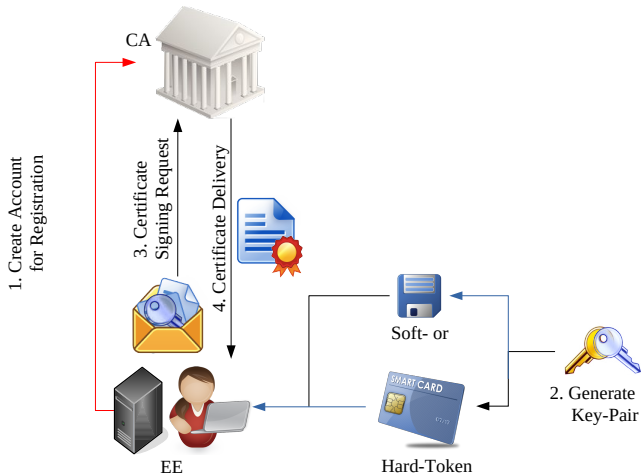 CA
1. Create Account
for Registration
3. Certificate
Signing Request
4. Certificate Delivery
Soft- or
SMART CARD
2. Generate
Key-Pair
EE
Hard-Token